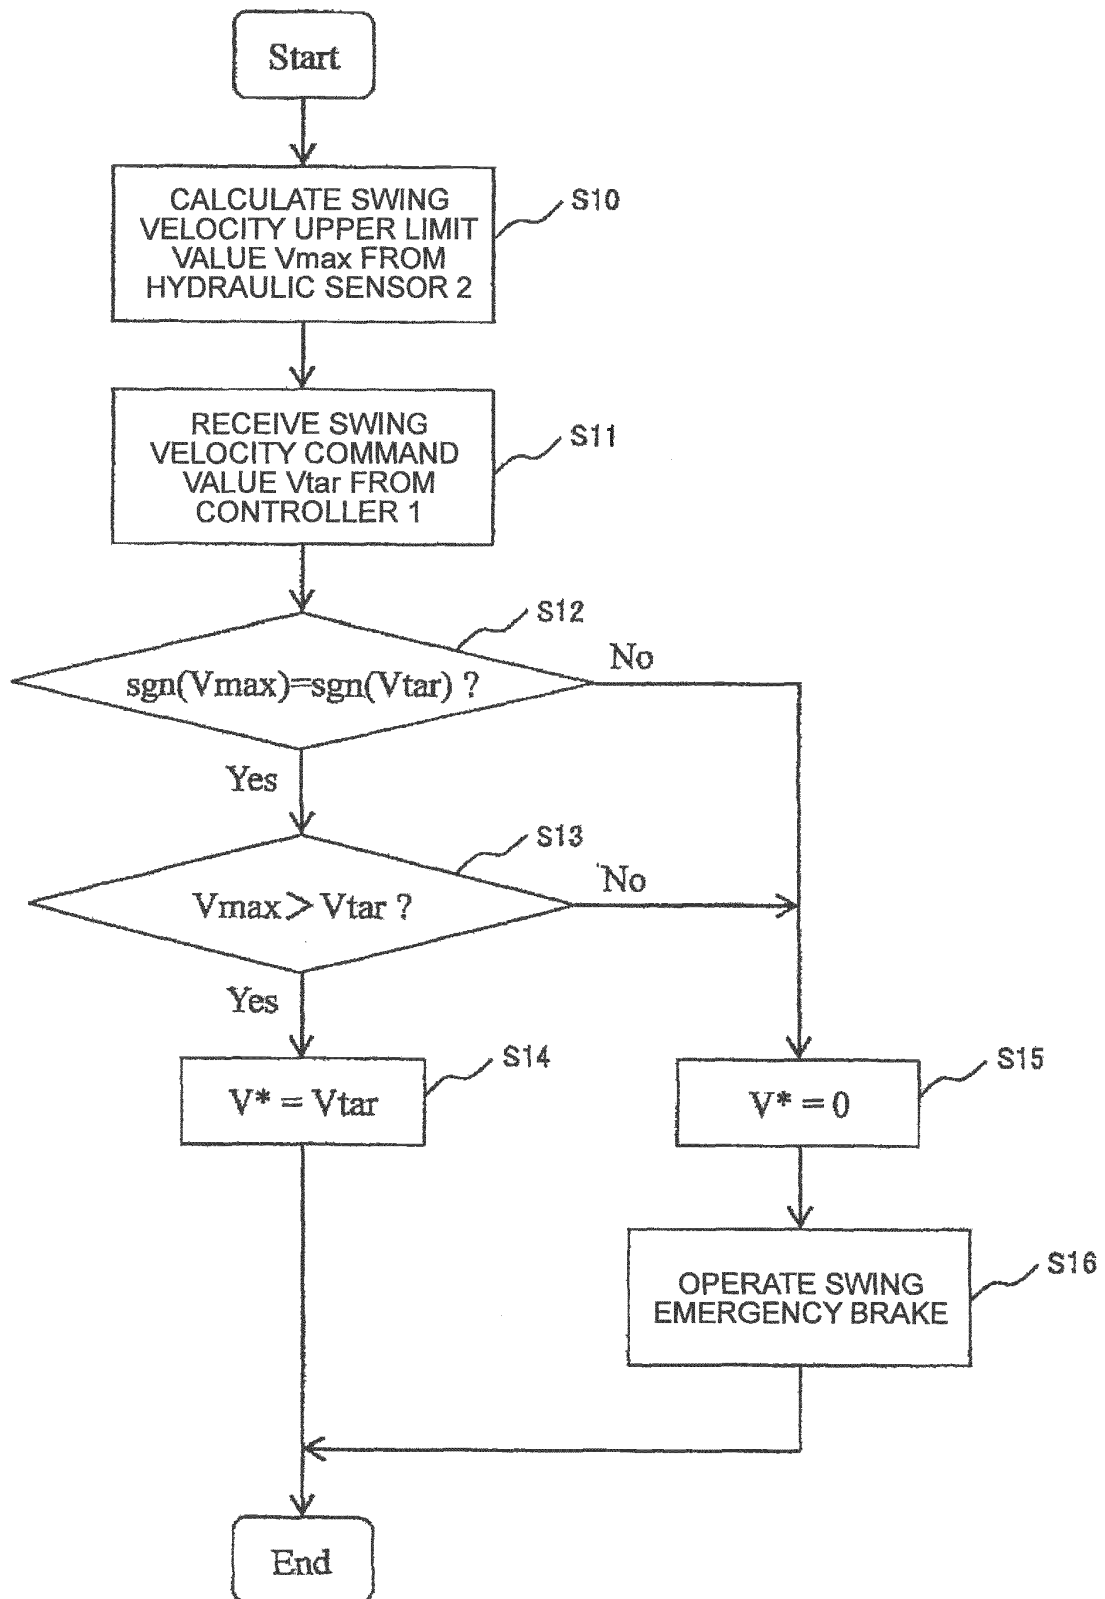 Start
CALCULATE SWING
VELOCITY UPPER LIMIT
VALUE Vmax FROM
HYDRAULIC SENSOR 2
S10
RECEIVE SWING
VELOCITY COMMAND
VALUE Vtar FROM
CONTROLLER 1
S11
S12
sgn(Vmax)=sgn(Vtar) ?
No
Yes
S13
Vmax > Vtar ?
No
Yes
S14
V* = Vtar
S15
V* = 0
S16
OPERATE SWING
EMERGENCY BRAKE
End